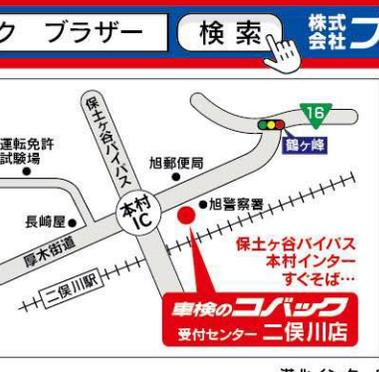 ク ブラザー
検索
株式
会社
16
鶴ヶ峰
保土ヶ谷バイパス
運転免許
試験場
旭郵便局
長崎屋
本村
IC
旭警察署
厚木街道
二俣川駅
保土ヶ谷バイパス
本村インター
すぐそば…
車検のコバック
受付センター 二俣川店